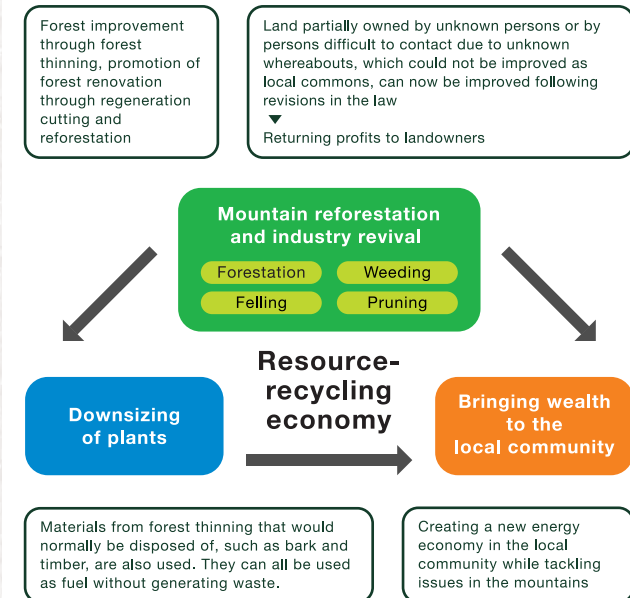 Forest improvement
through forest
thinning, promotion of
forest renovation
through regeneration
cutting and
reforestation
Land partially owned by unknown persons or by
persons difficult to contact due to unknown
whereabouts, which could not be improved as
local commons, can now be improved following
revisions in the law
▼
Returning profits to landowners
Mountain reforestation
and industry revival
Forestation
Weeding
Felling
Pruning
Resource-
recycling
economy
Downsizing
of plants
Bringing wealth
to the
local community
Materials from forest thinning that would
normally be disposed of, such as bark and
timber, are also used. They can all be used
as fuel without generating waste.
Creating a new energy
economy in the local
community while tackling
issues in the mountains